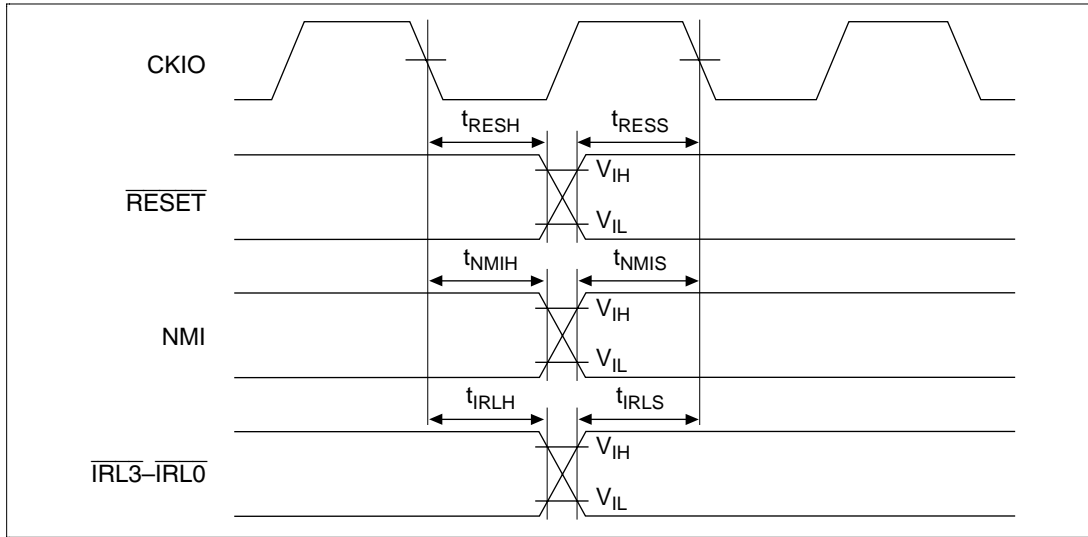 CKIO
tRESH tRESS
VIH
RESET
VIL
tNMIH tNMIS
VIH
NMI
VIL
tIRLH tIRLS
VIH
IRL3–IRL0
VIL